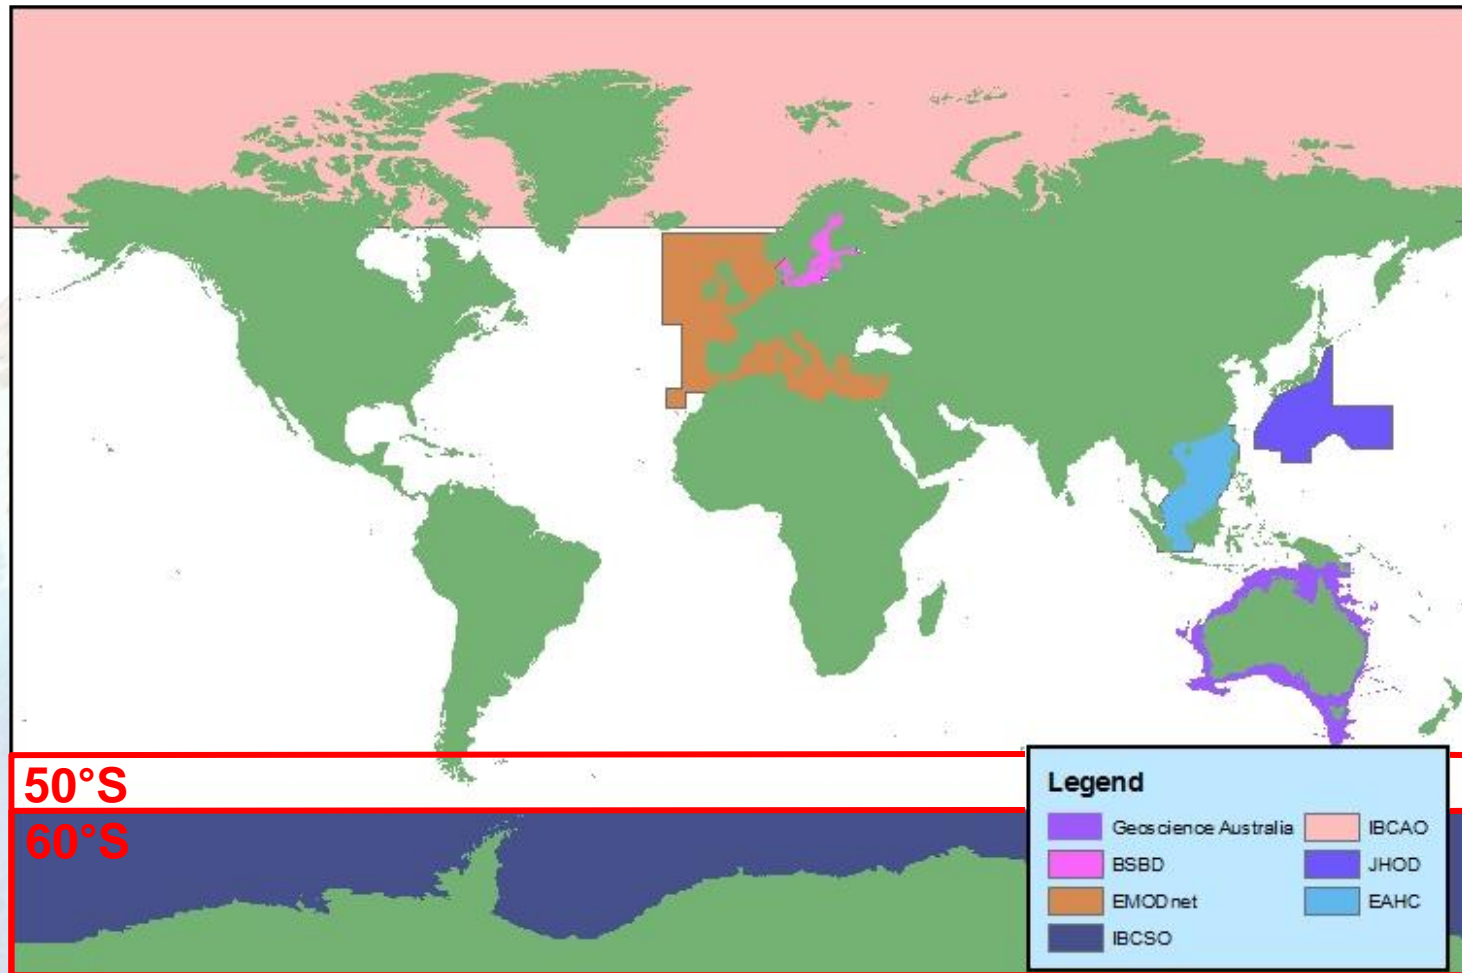 50°S
60°S
Legend
Geoscience Australia
IBCAO
BSBD
JHOD
EMODnet
EAHC
IBCSO